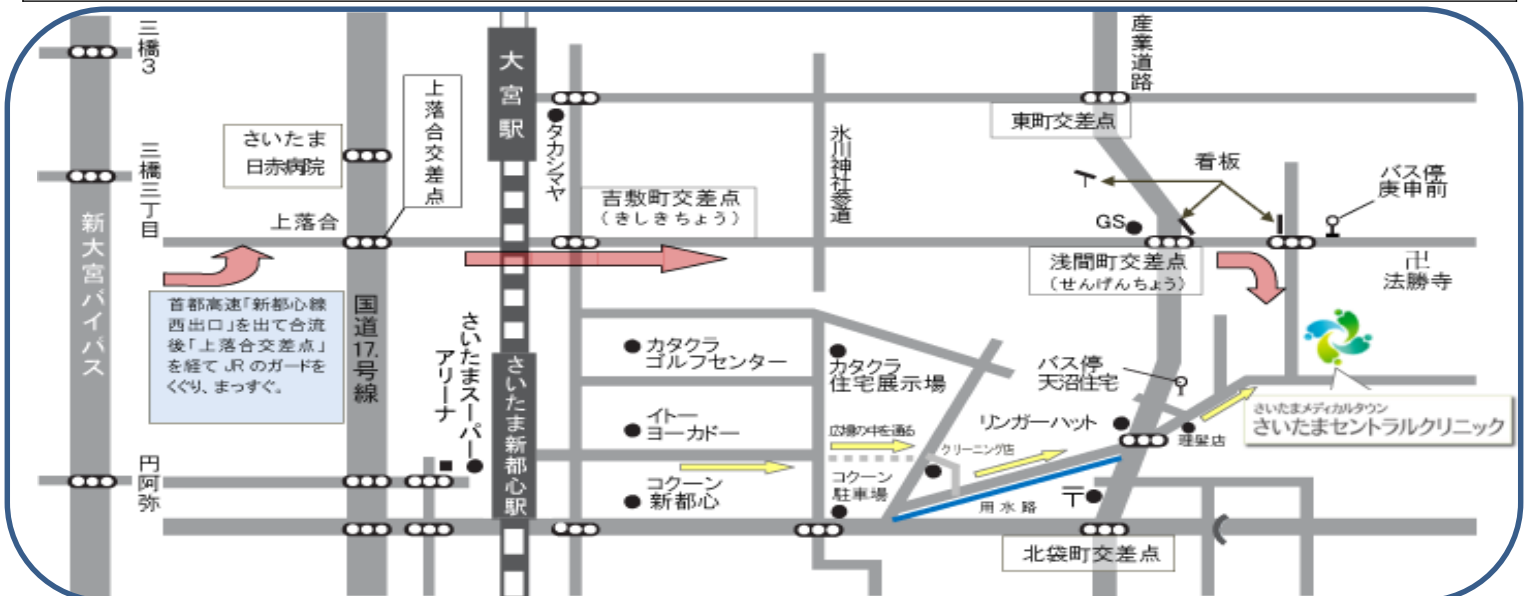 三橋3
三橋三丁目
新大宮バイパス
円阿弥
さいたま
日赤病院
上落合
上落合交差点
首都高速「新都心線
西出口」を出て合流
後「上落合交差点」
を経て JR のガードを
くぐり、まっすぐ。
国道17.号線
大宮駅
タカシマヤ
吉敷町交差点
(きしきちょう)
氷川神社参道
産業道路
東町交差点
看板
バス停
庚申前
GS
浅間町交差点
(せんげんちょう)
卍
法勝寺
さいたまスーパー
アリーナ
さいたま新都心駅
カタクラ
ゴルフセンター
イトー
ヨーカドー
コクーン
新都心
カタクラ
住宅展示場
広場の中を通る
クリーニング店
コクーン
駐車場
リンガーハット
バス停
天沼住宅
理髪店
用水路
〒
北袋町交差点
さいたまメディカルタウン
さいたまセントラルクリニック